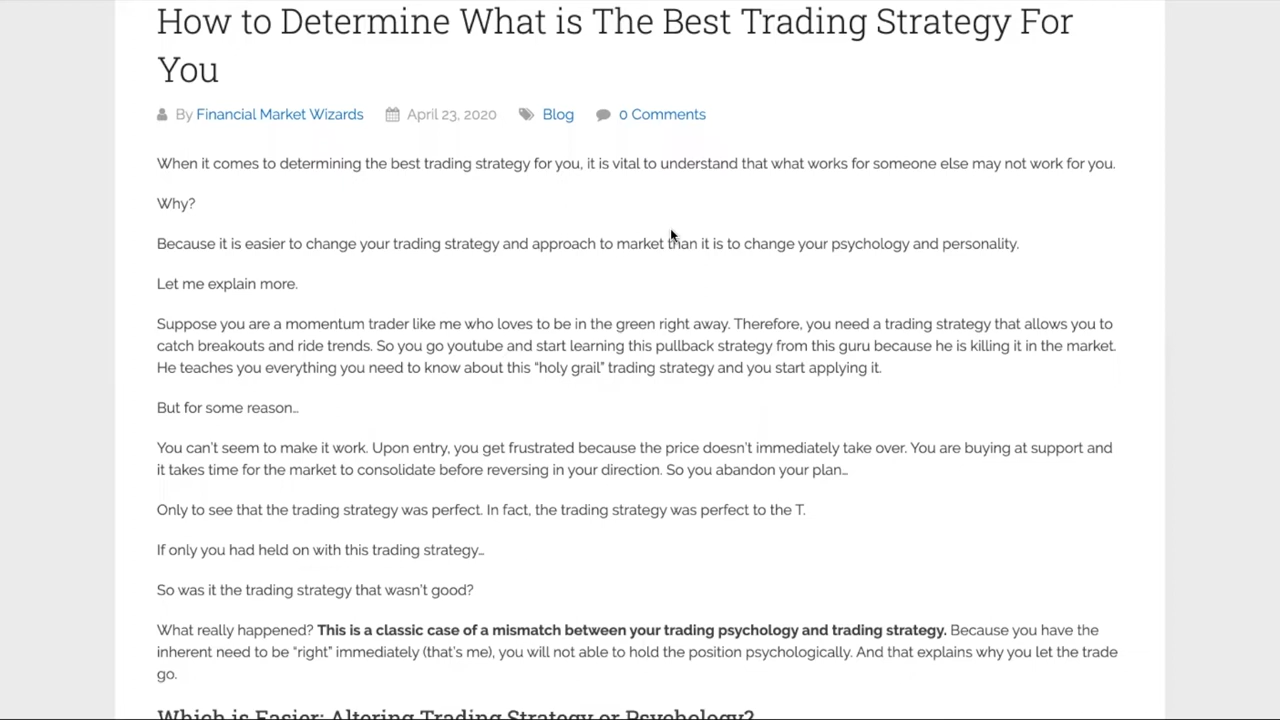 How to Determine What is The Best Trading Strategy For
You
By Financial Market Wizards April 23, 2020 Blog 0 Comments
When it comes to determining the best trading strategy for you, it is vital to understand that what works for someone else may not work for you.
Why?
Because it is easier to change your trading strategy and approach to market than it is to change your psychology and personality.
Let me explain more.
Suppose you are a momentum trader like me who loves to be in the green right away. Therefore, you need a trading strategy that allows you to
catch breakouts and ride trends. So you go youtube and start learning this pullback strategy from this guru because he is killing it in the market.
He teaches you everything you need to know about this “holy grail” trading strategy and you start applying it.
But for some reason…
You can’t seem to make it work. Upon entry, you get frustrated because the price doesn’t immediately take over. You are buying at support and
it takes time for the market to consolidate before reversing in your direction. So you abandon your plan…
Only to see that the trading strategy was perfect. In fact, the trading strategy was perfect to the T.
If only you had held on with this trading strategy…
So was it the trading strategy that wasn’t good?
What really happened? This is a classic case of a mismatch between your trading psychology and trading strategy. Because you have the
inherent need to be “right” immediately (that’s me), you will not able to hold the position psychologically. And that explains why you let the trade
go.
Which is Easier: Altering Trading Strategy or Psychology?